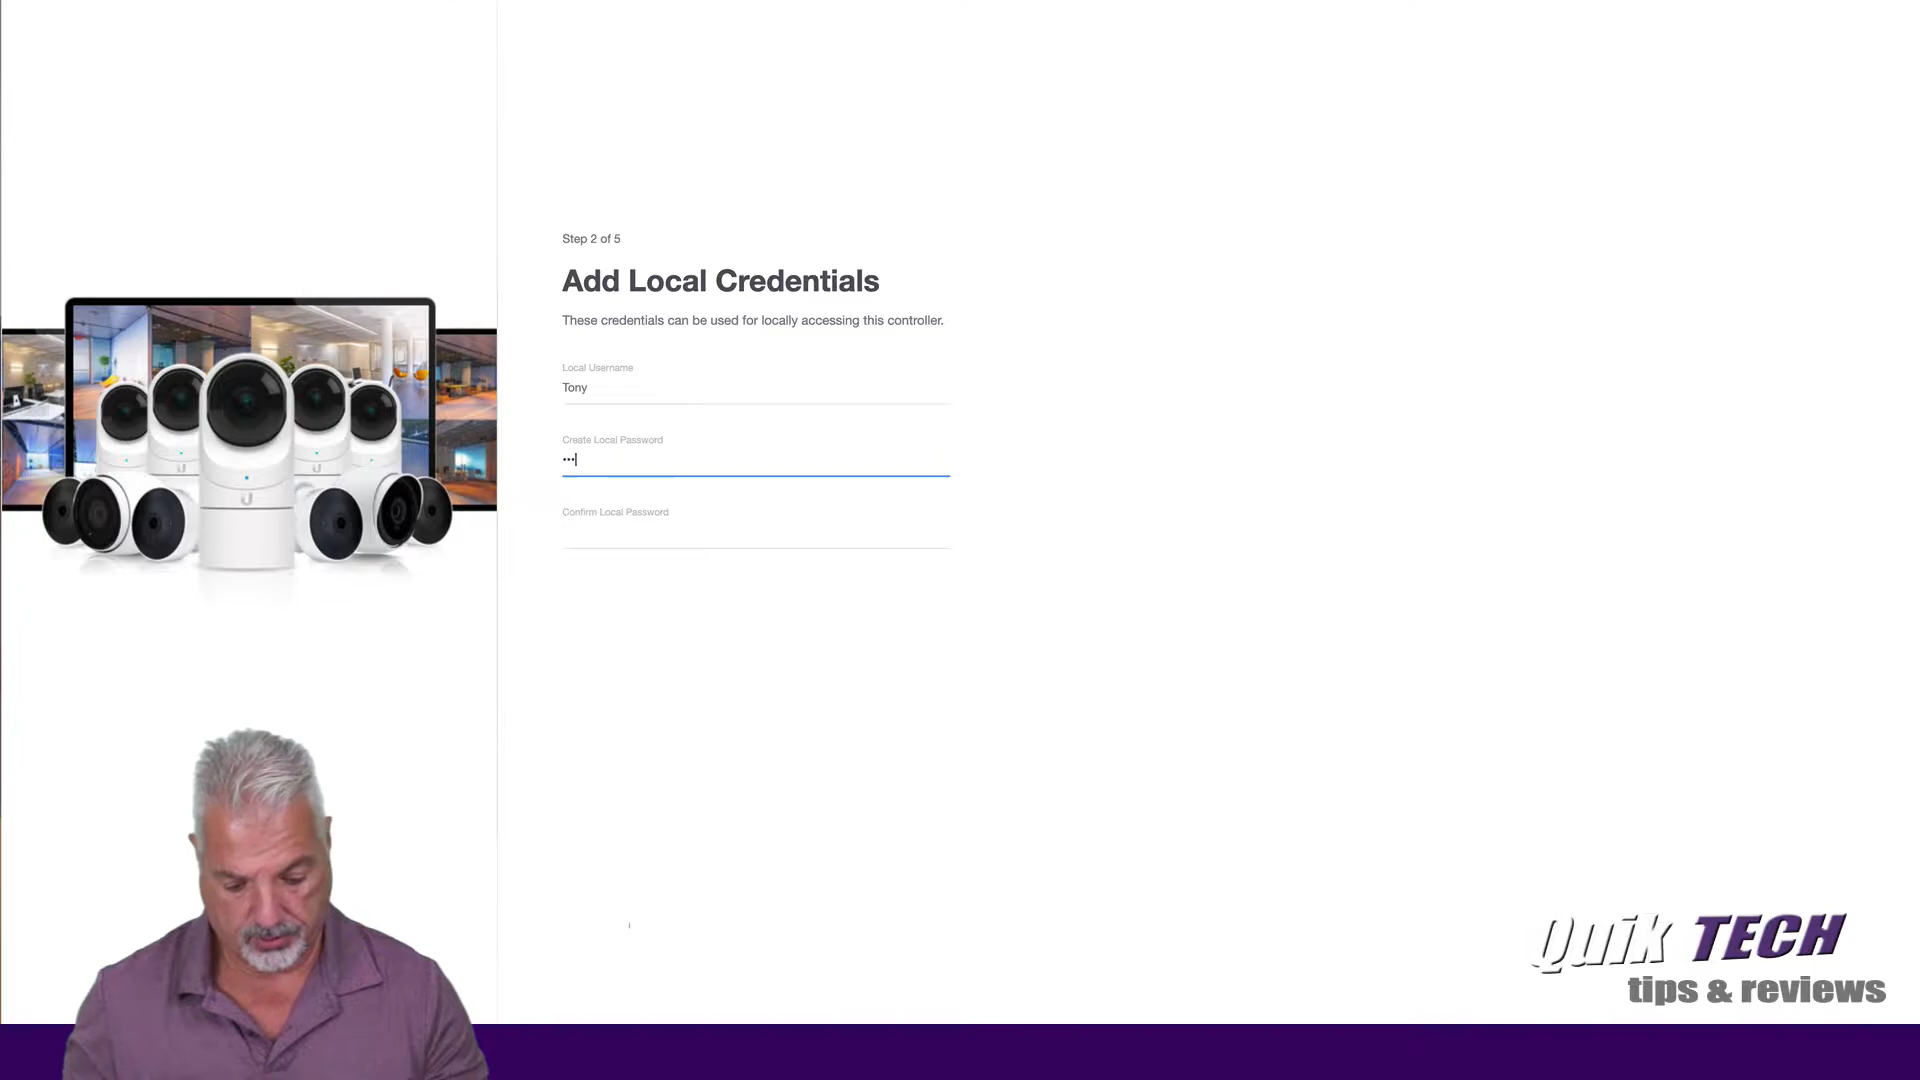 Step 2 of 5
Add Local Credentials
These credentials can be used for locally accessing this controller.
Local Username
Tony
Create Local Password
•••
Confirm Local Password
Quik TECH
tips & reviews